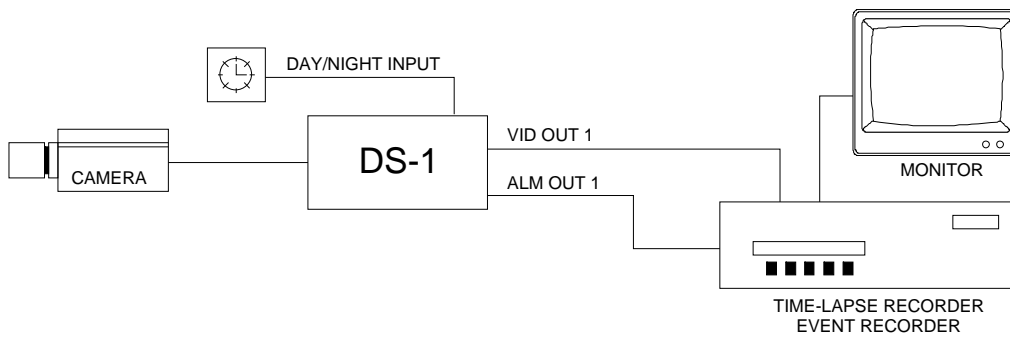 DAY/NIGHT INPUT
VID OUT 1
DS-1
CAMERA
ALM OUT 1
MONITOR
TIME-LAPSE RECORDER
EVENT RECORDER